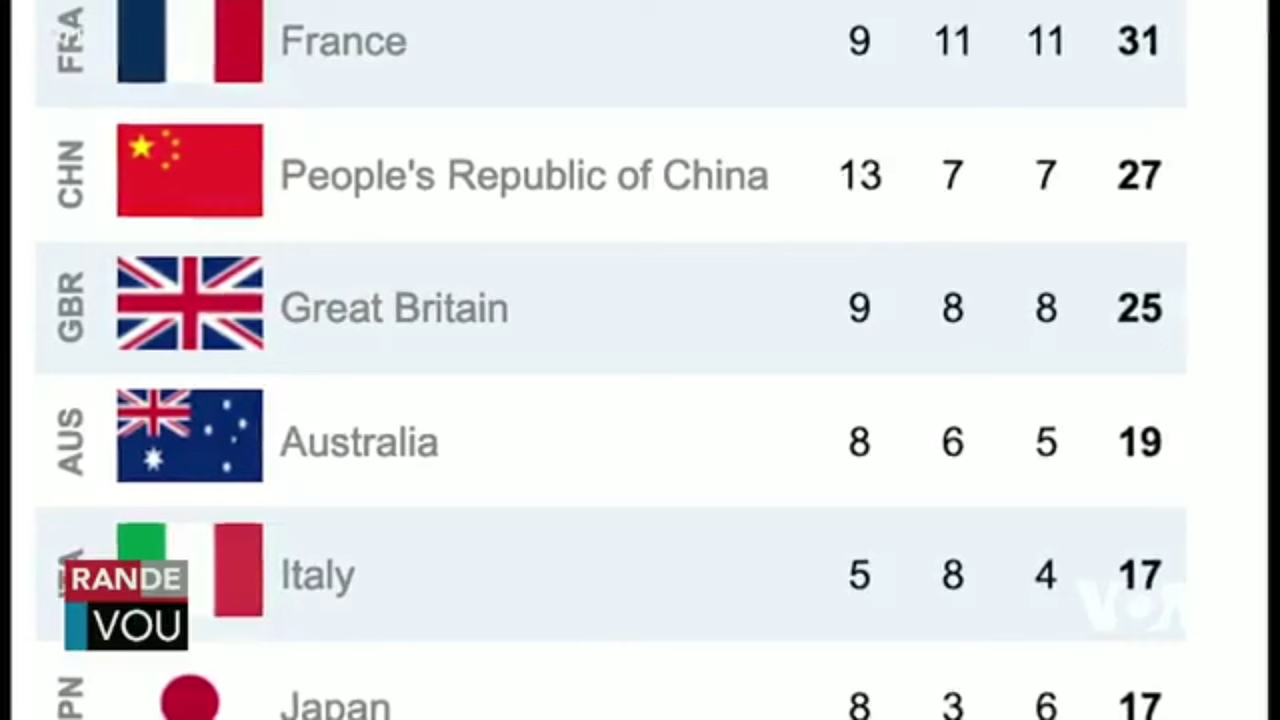 FRA France 9 11 11 31
CHN People's Republic of China 13 7 7 27
GBR Great Britain 9 8 8 25
AUS Australia 8 6 5 19
Italy 5 8 4 17
RANDE
VOU
VOA
Japan 8 3 6 17